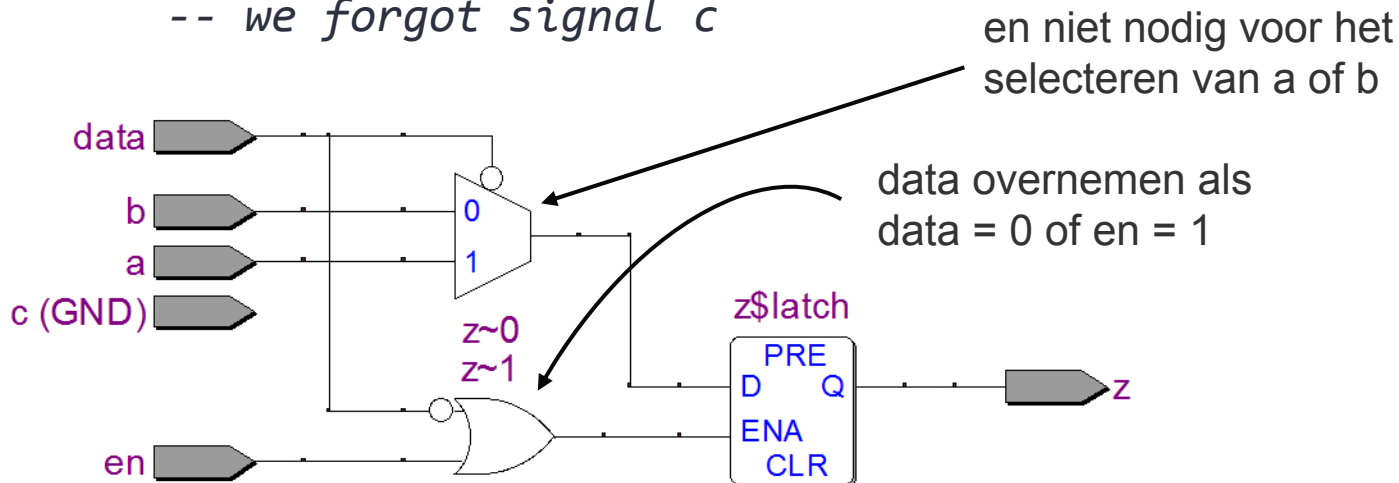 -- we forgot signal c
en niet nodig voor het
selecteren van a of b
data
b
a
c (GND)
en
0
1
data overnemen als
data = 0 of en = 1
z~0
z~1
z$latch
PRE
D Q
ENA
CLR
z